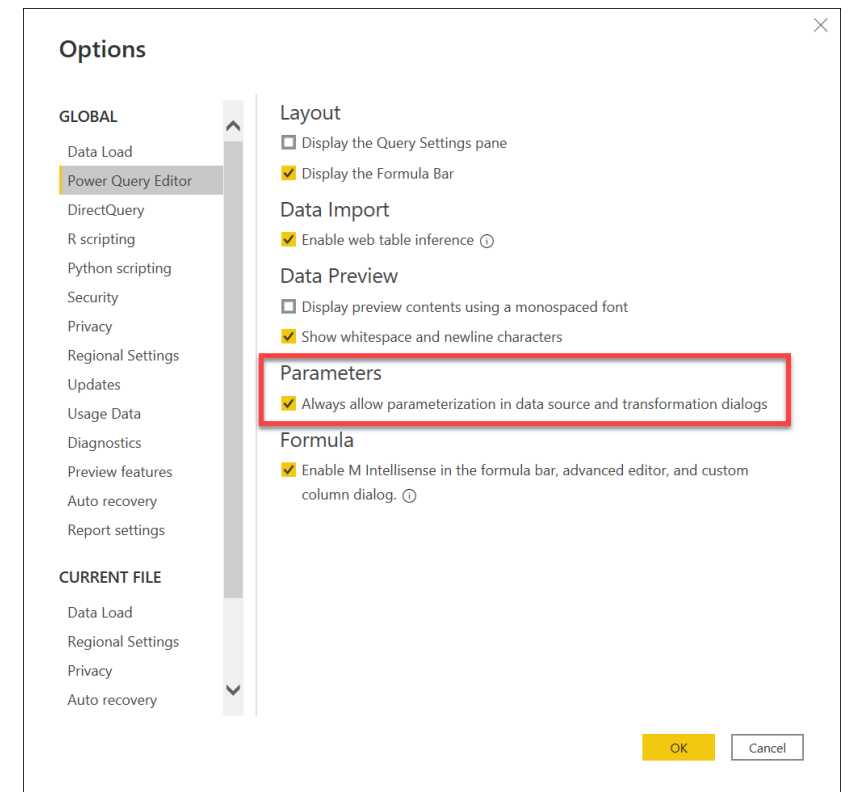 Options
GLOBAL
Data Load
Power Query Editor
DirectQuery
R scripting
Python scripting
Security
Privacy
Regional Settings
Updates
Usage Data
Diagnostics
Preview features
Auto recovery
Report settings
CURRENT FILE
Data Load
Regional Settings
Privacy
Auto recovery
Layout
Display the Query Settings pane
Display the Formula Bar
Data Import
Enable web table inference
Data Preview
Display preview contents using a monospaced font
Show whitespace and newline characters
Parameters
Always allow parameterization in data source and transformation dialogs
Formula
Enable M Intellisense in the formula bar, advanced editor, and custom
column dialog.
OK
Cancel